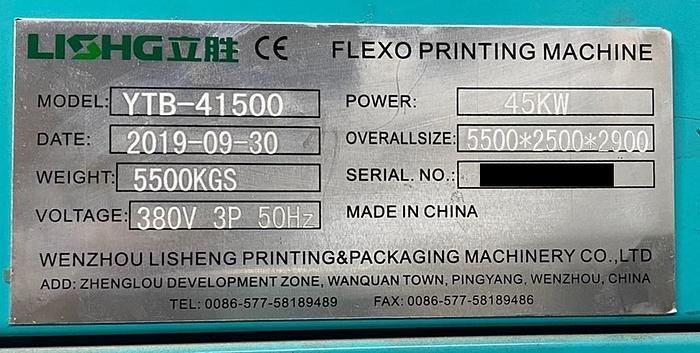 LISHG立胜 CE FLEXO PRINTING MACHINE
MODEL: YTB-41500 POWER: 45KW
DATE: 2019-09-30 OVERALLSIZE: 5500*2500*2900
WEIGHT: 5500KGS SERIAL. NO.:
VOLTAGE: 380V 3P 50Hz MADE IN CHINA
WENZHOU LISHENG PRINTING&PACKAGING MACHINERY CO.,LTD
ADD: ZHENGLOU DEVELOPMENT ZONE, WANQUAN TOWN, PINGYANG, WENZHOU, CHINA
TEL: 0086-577-58189489 FAX: 0086-577-58189486